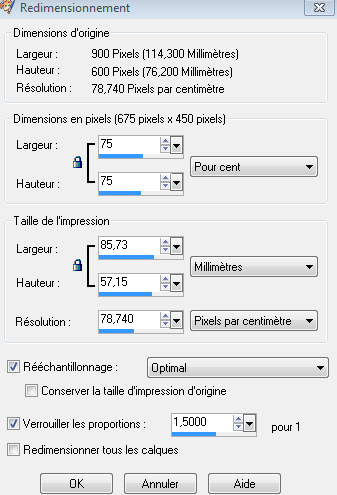 Redimensionnement
Dimensions d'origine
Largeur : 900 Pixels (114,300 Millimètres)
Hauteur : 600 Pixels (76,200 Millimètres)
Résolution : 78,740 Pixels par centimètre
Dimensions en pixels (675 pixels x 450 pixels)
Largeur : 75
Pour cent
Hauteur : 75
Taille de l'impression
Largeur : 85,73
Millimètres
Hauteur : 57,15
Résolution : 78,740 Pixels par centimètre
Rééchantillonnage : Optimal
Conserver la taille d'impression d'origine
Verrouiller les proportions : 1,5000 pour 1
Redimensionner tous les calques
OK Annuler Aide